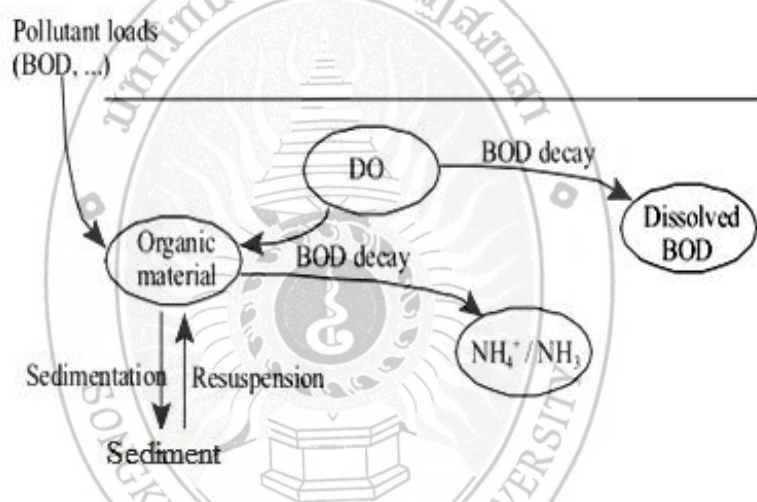 Pollutant loads
(BOD, ...)
DO
BOD decay
Dissolved
BOD
Organic
material
BOD decay
NH₄⁺/NH₃
Sedimentation
Resuspension
Sediment